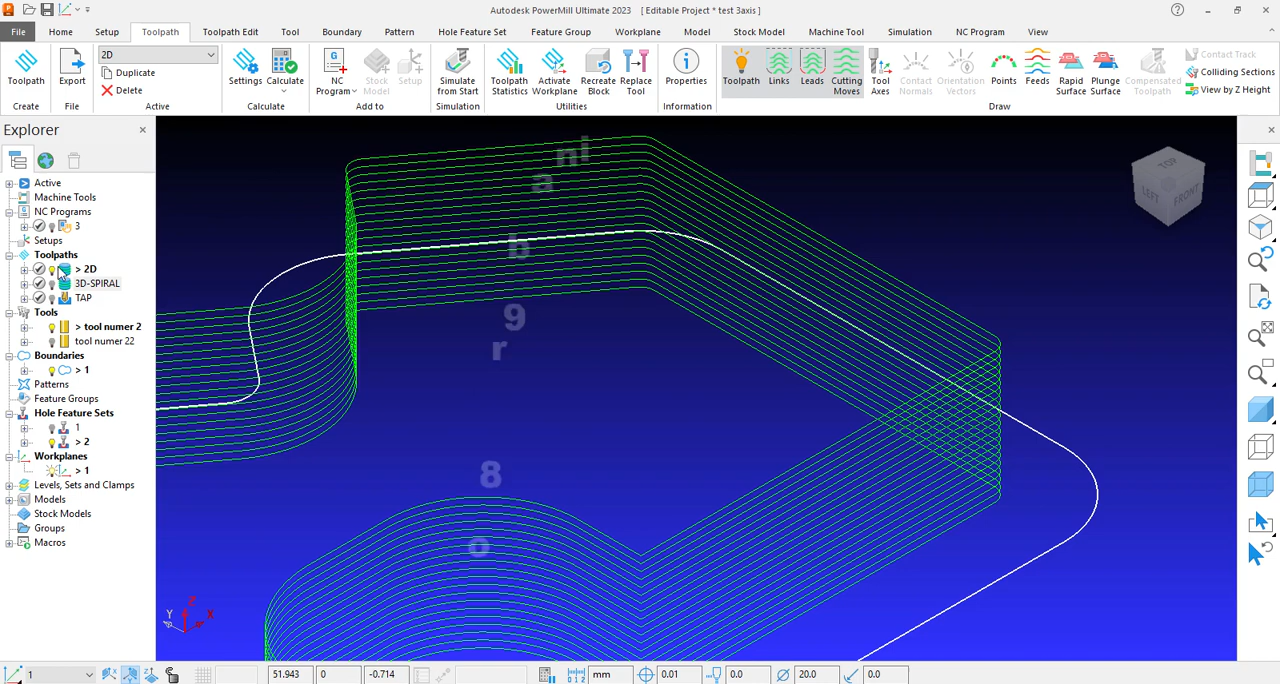 Autodesk PowerMill Ultimate 2023 [ Editable Project * test 3axis ]
File Home Setup Toolpath Toolpath Edit Tool Boundary Pattern Hole Feature Set Feature Group Workplane Model Stock Model Machine Tool Simulation NC Program View
Toolpath
Create
Export
File
2D
Duplicate
Delete
Active
Settings
Calculate
Calculate
NC Program
Stock Model
Setup
Add to
Simulate from Start
Simulation
Toolpath Statistics
Active Workplane
Recreate Block
Replace Tool
Utilities
Properties
Information
Toolpath
Links
Leads
Cutting Moves
Tool Axes
Contact Normals
Orientation Vectors
Points
Feeds
Rapid Surface
Plunge Surface
Compensated Toolpath
Contact Track
Colliding Sections
View by Z Height
Draw
Explorer
Active
Machine Tools
NC Programs
3
Setups
Toolpaths
> 2D
3D-SPIRAL
TAP
Tools
> tool numer 2
tool numer 22
Boundaries
> 1
Patterns
Feature Groups
Hole Feature Sets
1
> 2
Workplanes
> 1
Levels, Sets and Clamps
Models
Stock Models
Groups
Macros
TOP
LEFT
FRONT
n i
a
b
9
r
8
o
Z
Y
X
1
51.943
0
-0.714
mm
0.01
0.0
20.0
0.0